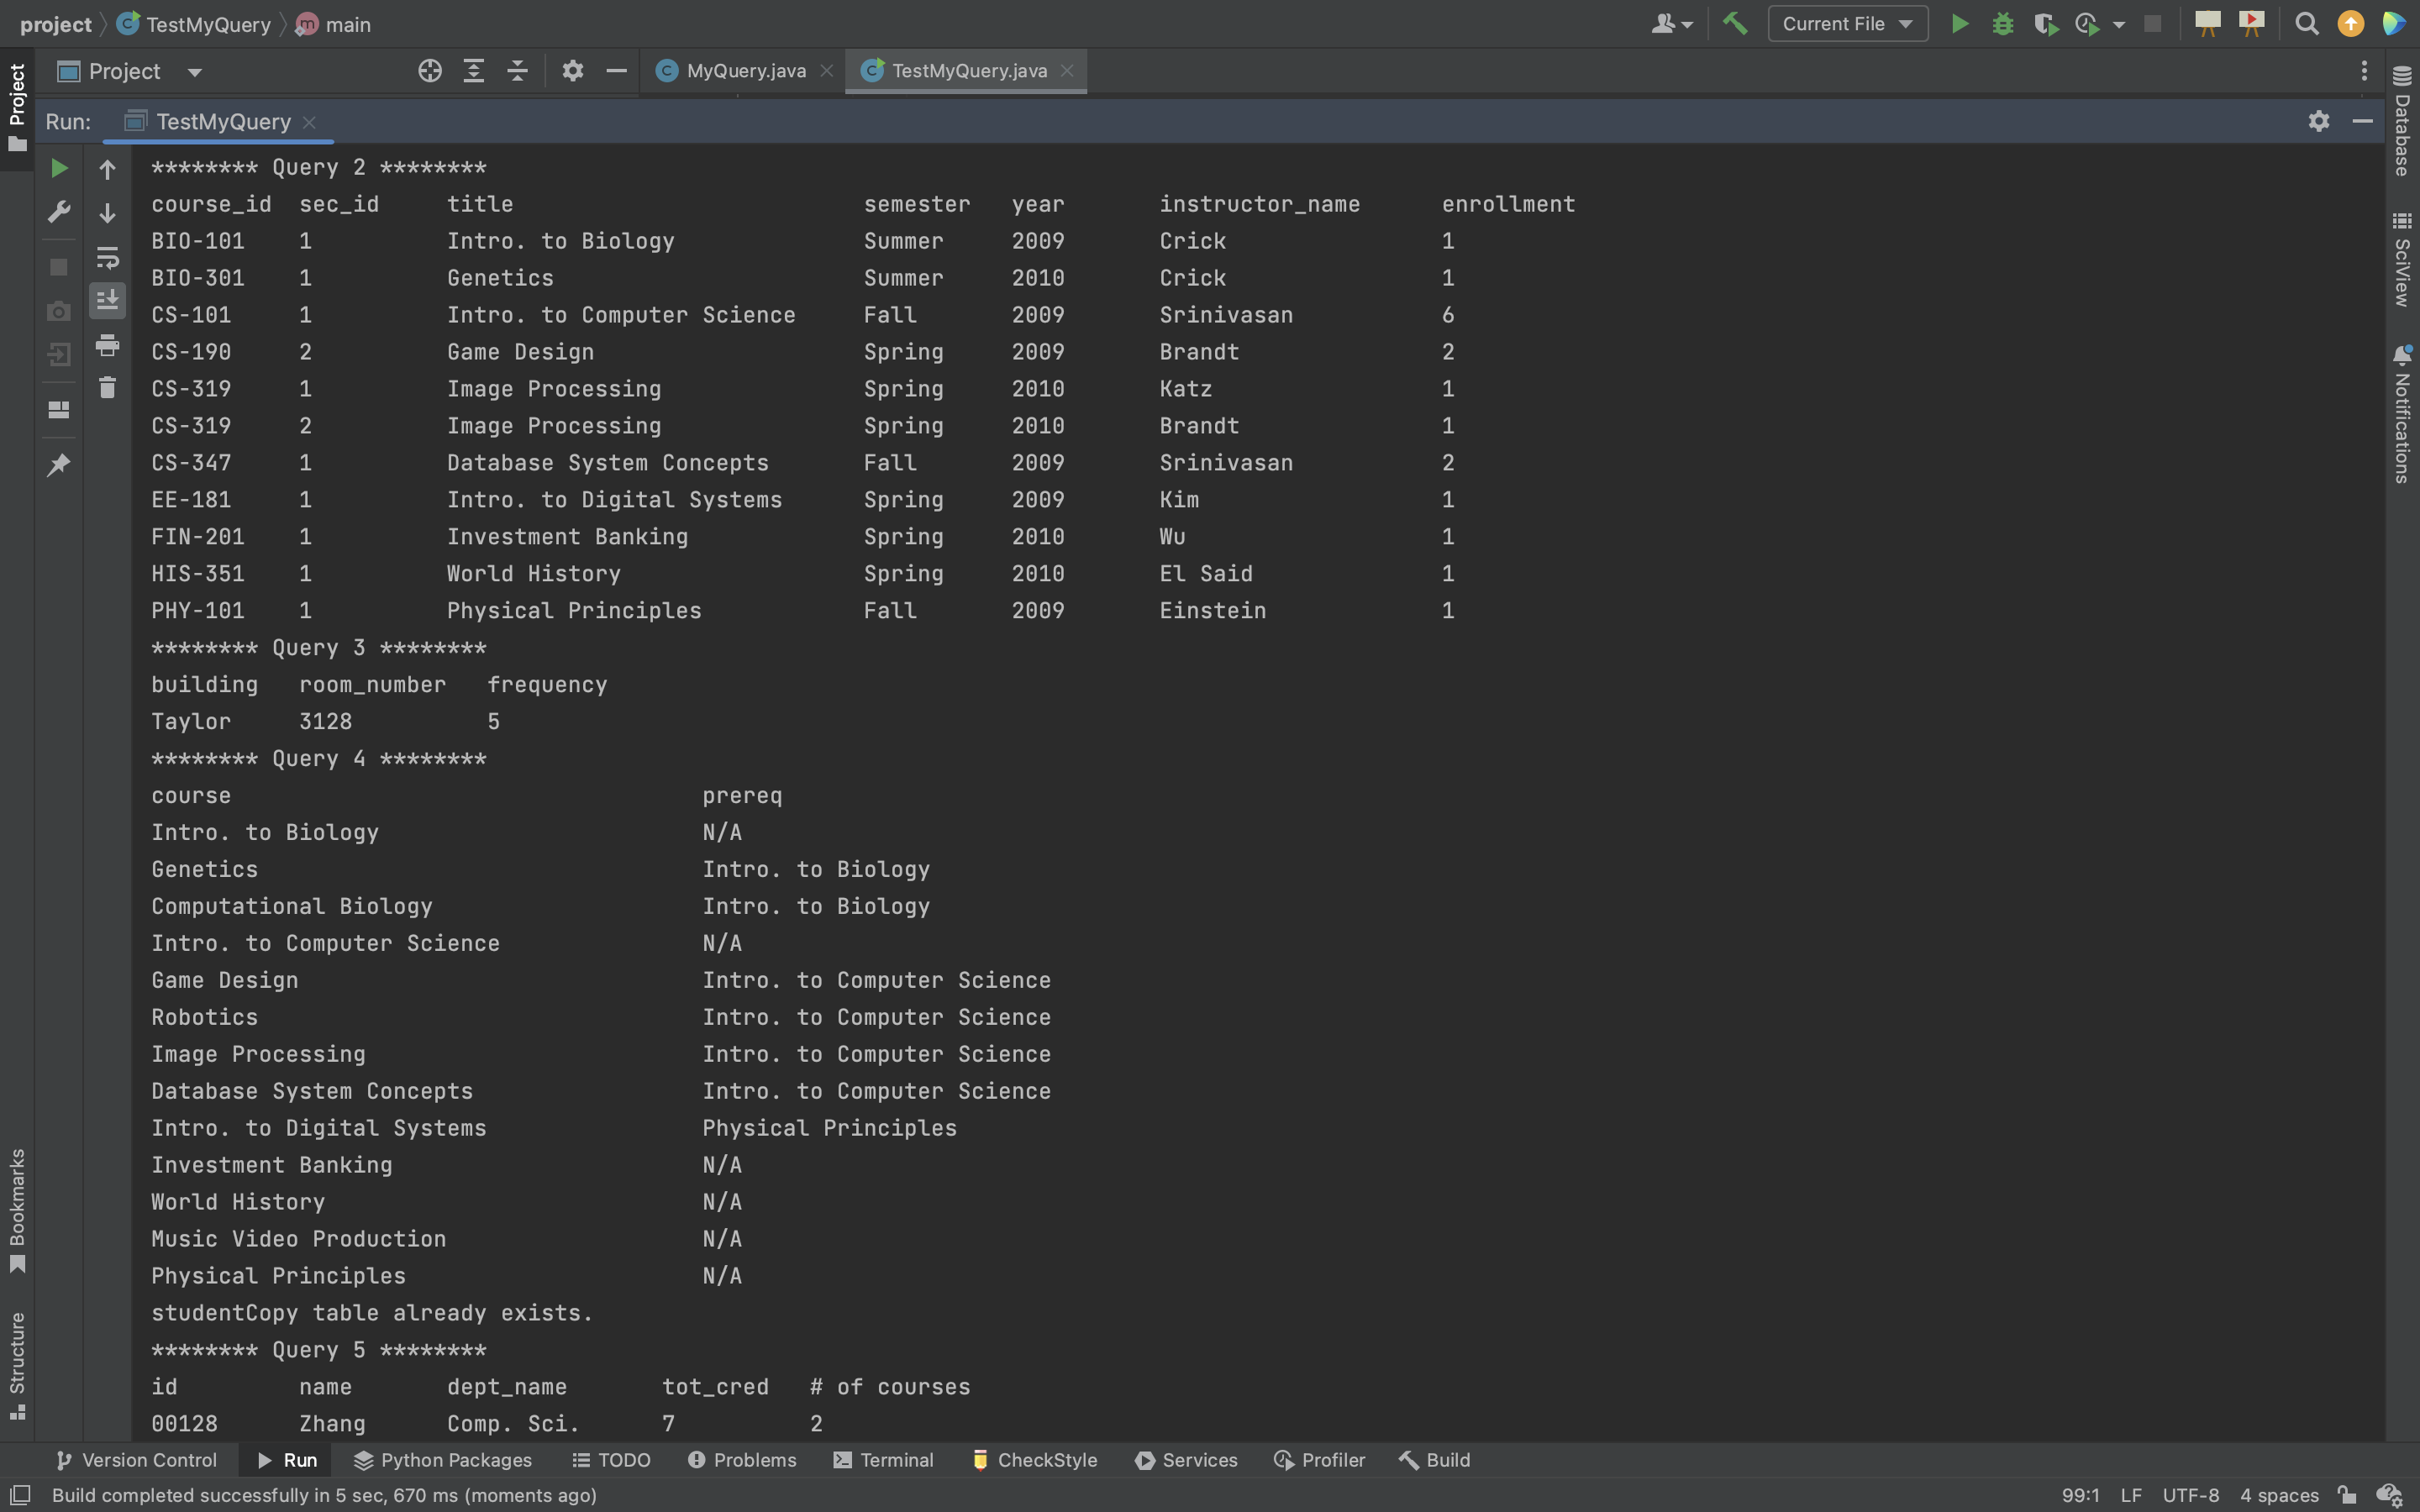 project TestMyQuery main Current File
Project MyQuery.java TestMyQuery.java
Run: TestMyQuery
******** Query 2 ********
course_id sec_id title semester year instructor_name enrollment
BIO-101 1 Intro. to Biology Summer 2009 Crick 1
BIO-301 1 Genetics Summer 2010 Crick 1
CS-101 1 Intro. to Computer Science Fall 2009 Srinivasan 6
CS-190 2 Game Design Spring 2009 Brandt 2
CS-319 1 Image Processing Spring 2010 Katz 1
CS-319 2 Image Processing Spring 2010 Brandt 1
CS-347 1 Database System Concepts Fall 2009 Srinivasan 2
EE-181 1 Intro. to Digital Systems Spring 2009 Kim 1
FIN-201 1 Investment Banking Spring 2010 Wu 1
HIS-351 1 World History Spring 2010 El Said 1
PHY-101 1 Physical Principles Fall 2009 Einstein 1
******** Query 3 ********
building room_number frequency
Taylor 3128 5
******** Query 4 ********
course prereq
Intro. to Biology N/A
Genetics Intro. to Biology
Computational Biology Intro. to Biology
Intro. to Computer Science N/A
Game Design Intro. to Computer Science
Robotics Intro. to Computer Science
Image Processing Intro. to Computer Science
Database System Concepts Intro. to Computer Science
Intro. to Digital Systems Physical Principles
Investment Banking N/A
World History N/A
Music Video Production N/A
Physical Principles N/A
studentCopy table already exists.
******** Query 5 ********
id name dept_name tot_cred # of courses
00128 Zhang Comp. Sci. 7 2
Project
Bookmarks
Structure
Database
SciView
Notifications
Version Control Run Python Packages TODO Problems Terminal CheckStyle Services Profiler Build
Build completed successfully in 5 sec, 670 ms (moments ago) 99:1 LF UTF-8 4 spaces